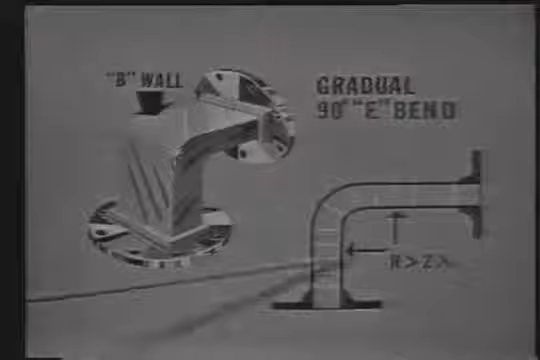 "B" WALL
GRADUAL
90° "E" BEND
R > 2λ